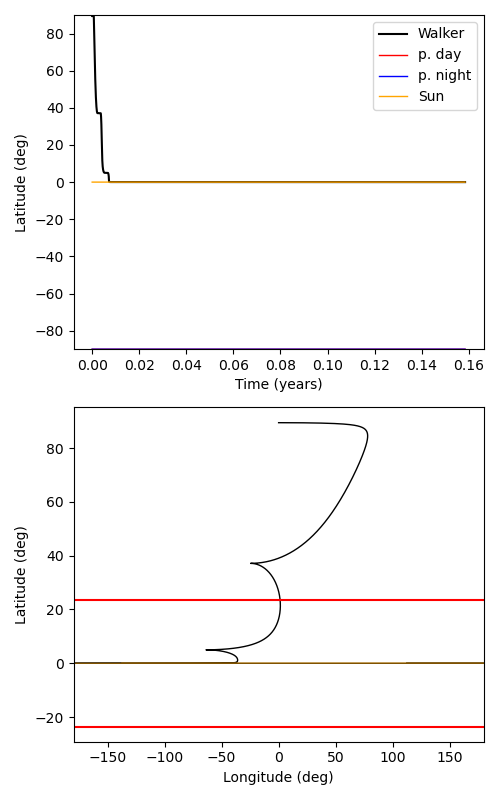 80
60
40
20
0
−20
−40
−60
−80
Latitude (deg)
Walker
p. day
p. night
Sun
0.00 0.02 0.04 0.06 0.08 0.10 0.12 0.14 0.16
Time (years)
80
60
40
20
0
−20
Latitude (deg)
−150 −100 −50 0 50 100 150
Longitude (deg)